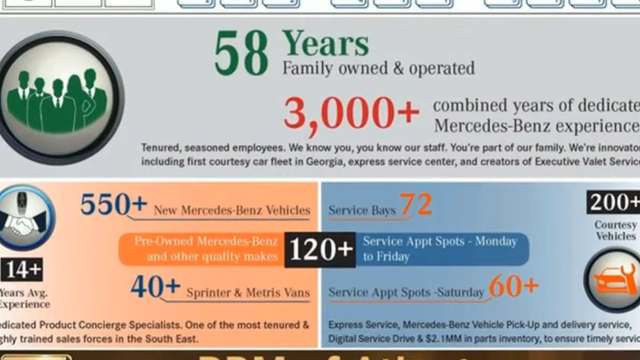 58 Years
Family owned & operated
3,000+ combined years of dedicate
Mercedes-Benz experience
Tenured, seasoned employees. We know you, you know our staff. You're part of our family. We're innovato
including first courtesy car fleet in Georgia, express service center, and creators of Executive Valet Servic
550+ New Mercedes-Benz Vehicles
Pre-Owned Mercedes-Benz
and other quality makes
120+
40+ Sprinter & Metris Vans
14+
Years Avg.
Experience
edicated Product Concierge Specialists. One of the most tenured &
ghly trained sales forces in the South East.
Service Bays 72
Service Appt Spots - Monday
to Friday
Service Appt Spots -Saturday 60+
200+
Courtesy
Vehicles
Express Service, Mercedes-Benz Vehicle Pick-Up and delivery service,
Digital Service Drive & $2.1MM in parts inventory, to ensure timely servic